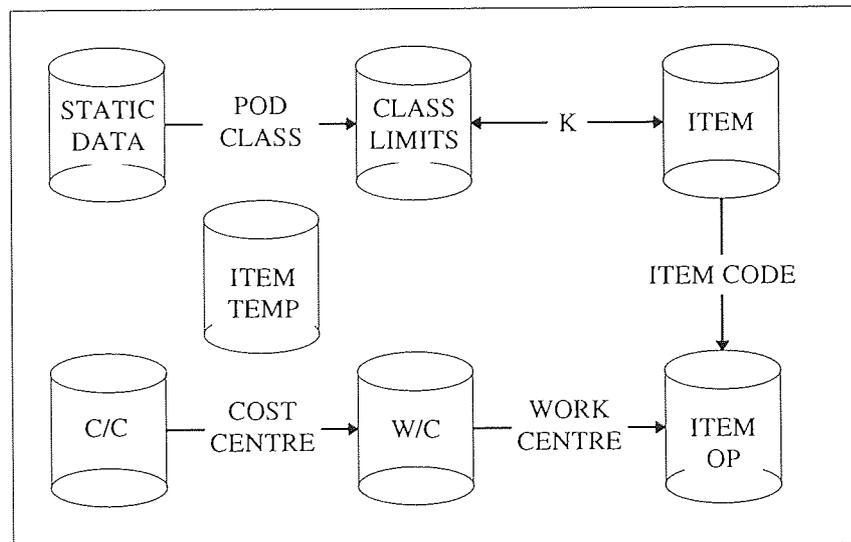 STATIC
DATA
POD
CLASS
CLASS
LIMITS
K
ITEM
ITEM
TEMP
ITEM CODE
C/C
COST
CENTRE
W/C
WORK
CENTRE
ITEM
OP